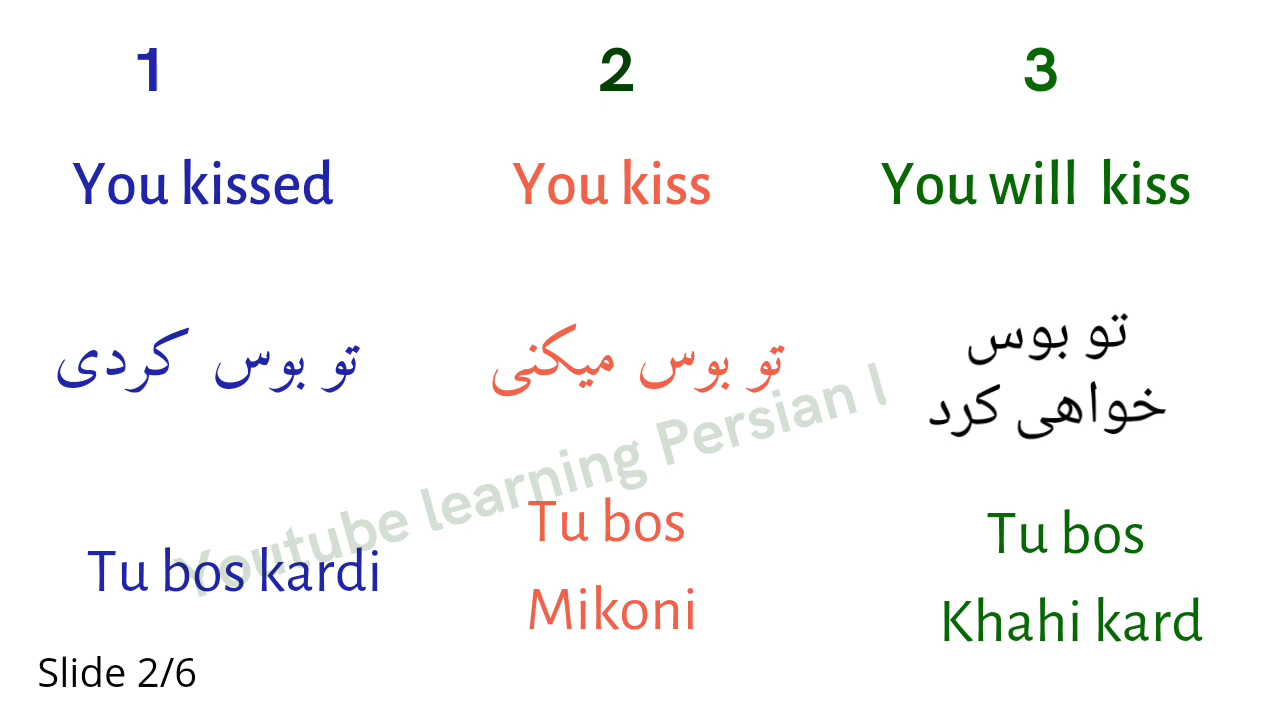 1
2
3
You kissed
You kiss
You will kiss
تو بوس کردی
تو بوس میکنی
تو بوس
خواهی کرد
Youtube learning Persian l
Tu bos kardi
Tu bos
Mikoni
Tu bos
Khahi kard
Slide 2/6